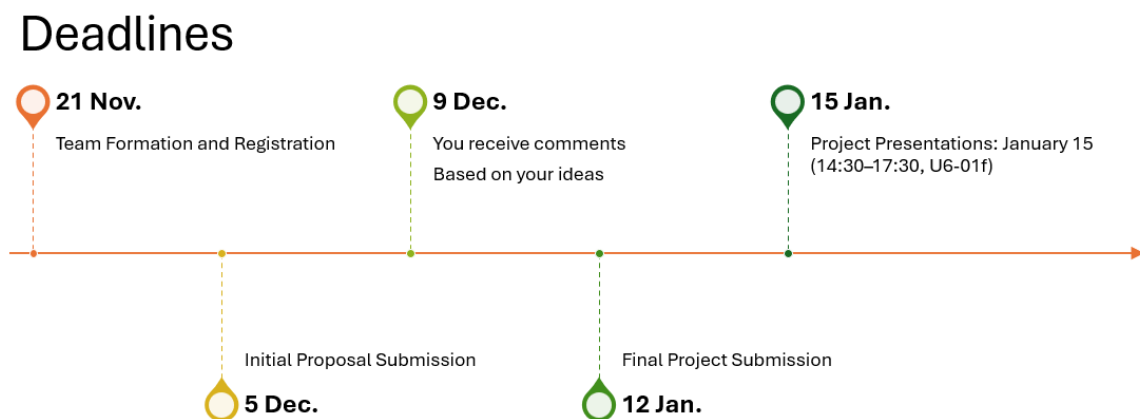 Deadlines
21 Nov.
Team Formation and Registration
9 Dec.
You receive comments
Based on your ideas
15 Jan.
Project Presentations: January 15
(14:30–17:30, U6-01f)
Initial Proposal Submission
5 Dec.
Final Project Submission
12 Jan.